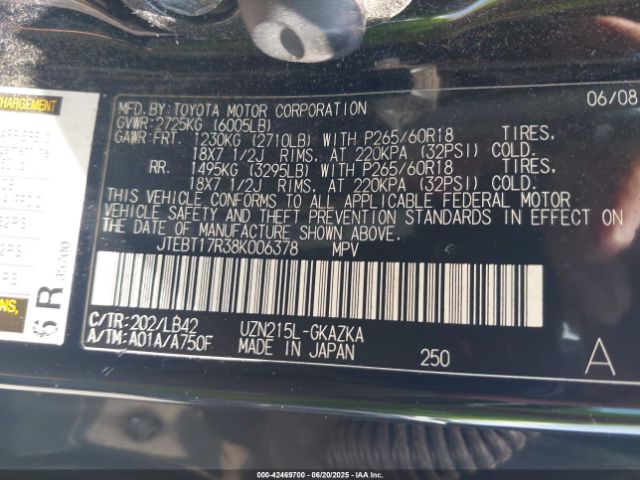 CHARGEMENT
MFD. BY: TOYOTA MOTOR CORPORATION 06/08
GVWR: 2725KG (6005LB)
GAWR: FRT. 1230KG (2710LB) WITH P265/60R18 TIRES,
18X7 1/2J RIMS, AT 220KPA (32PSI) COLD.
RR. 1495KG (3295LB) WITH P265/60R18 TIRES,
18X7 1/2J RIMS, AT 220KPA (32PSI) COLD.
THIS VEHICLE CONFORMS TO ALL APPLICABLE FEDERAL MOTOR
VEHICLE SAFETY AND THEFT PREVENTION STANDARDS IN EFFECT ON
THE DATE OF MANUFACTURE SHOWN ABOVE.
JTEBT17R38K006378 MPV
C/TR: 202/LB42 UZN215L-GKAZKA
A/TM: A01A/A750F MADE IN JAPAN 250 A
R 35700
000-42469700 - 06/20/2025 - IAAI.COM